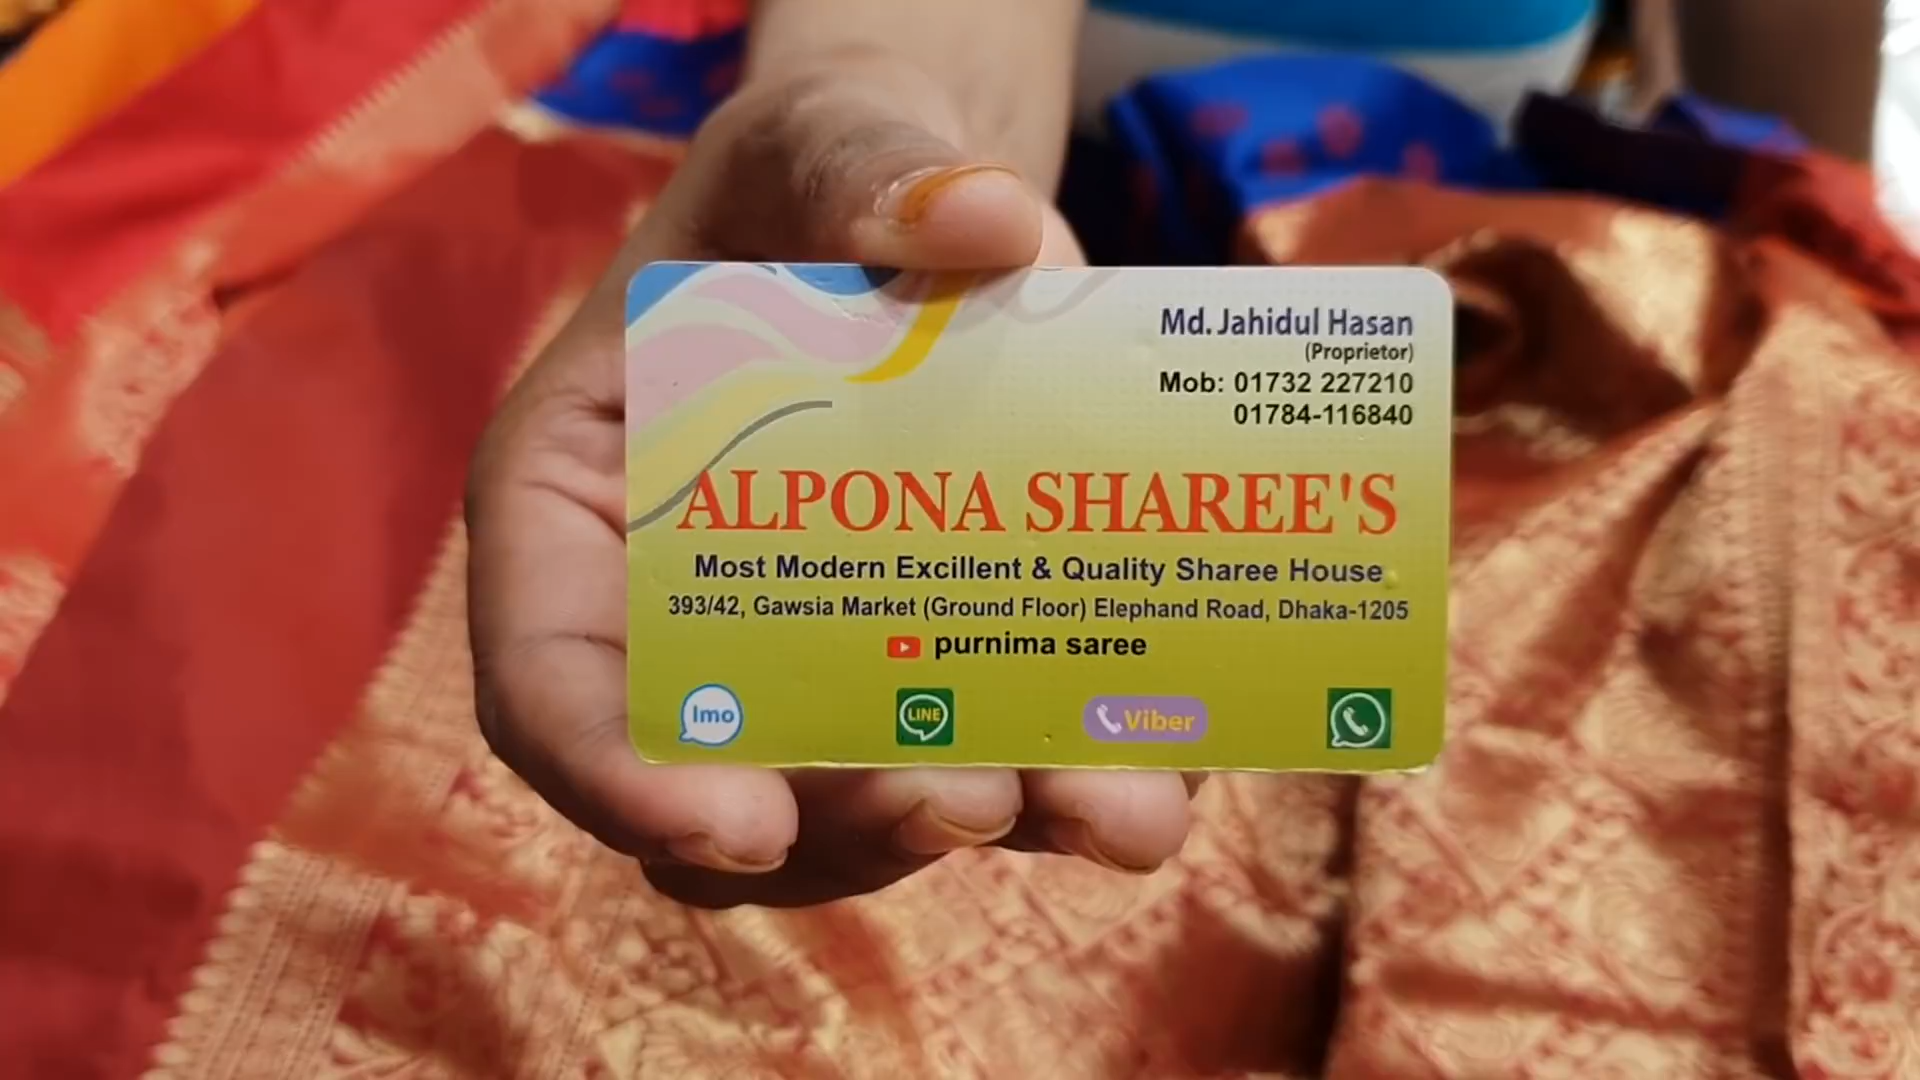 Md. Jahidul Hasan
(Proprietor)
Mob: 01732 227210
01784-116840
ALPONA SHAREE'S
Most Modern Excillent & Quality Sharee House
393/42, Gawsia Market (Ground Floor) Elephand Road, Dhaka-1205
purnima saree
Imo LINE Viber